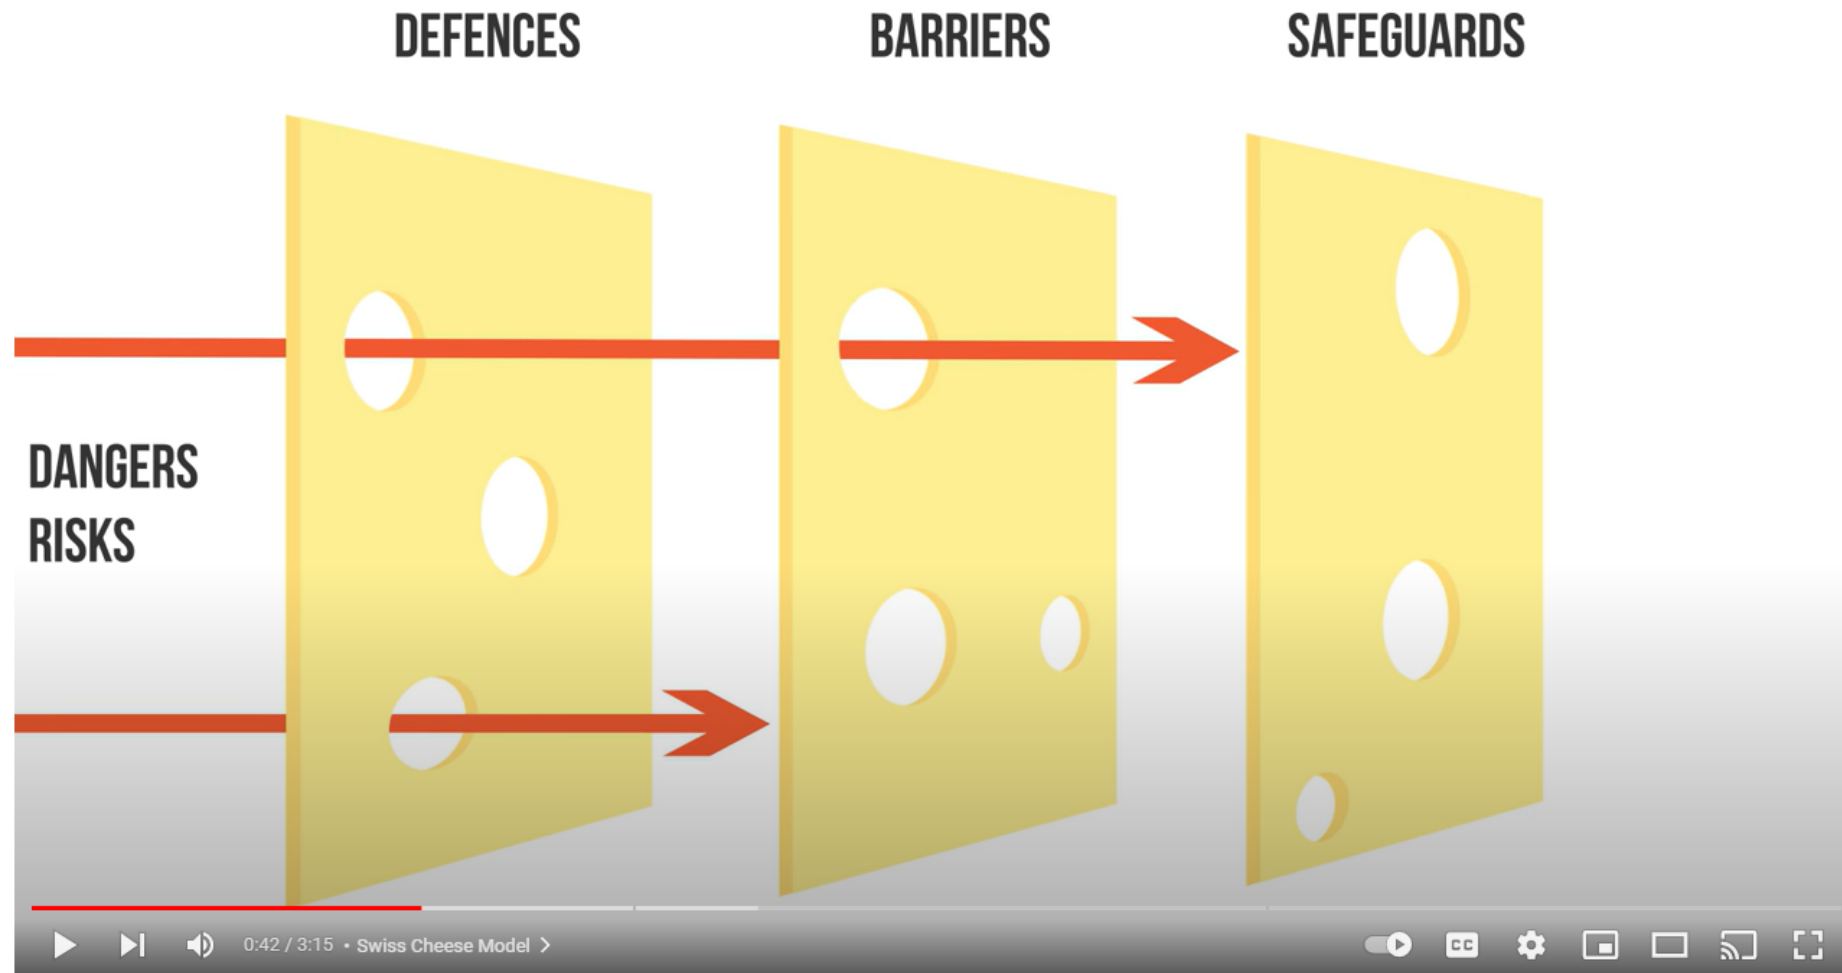 DEFENCES
BARRIERS
SAFEGUARDS
DANGERS
RISKS
0:42 / 3:15 • Swiss Cheese Model
CC